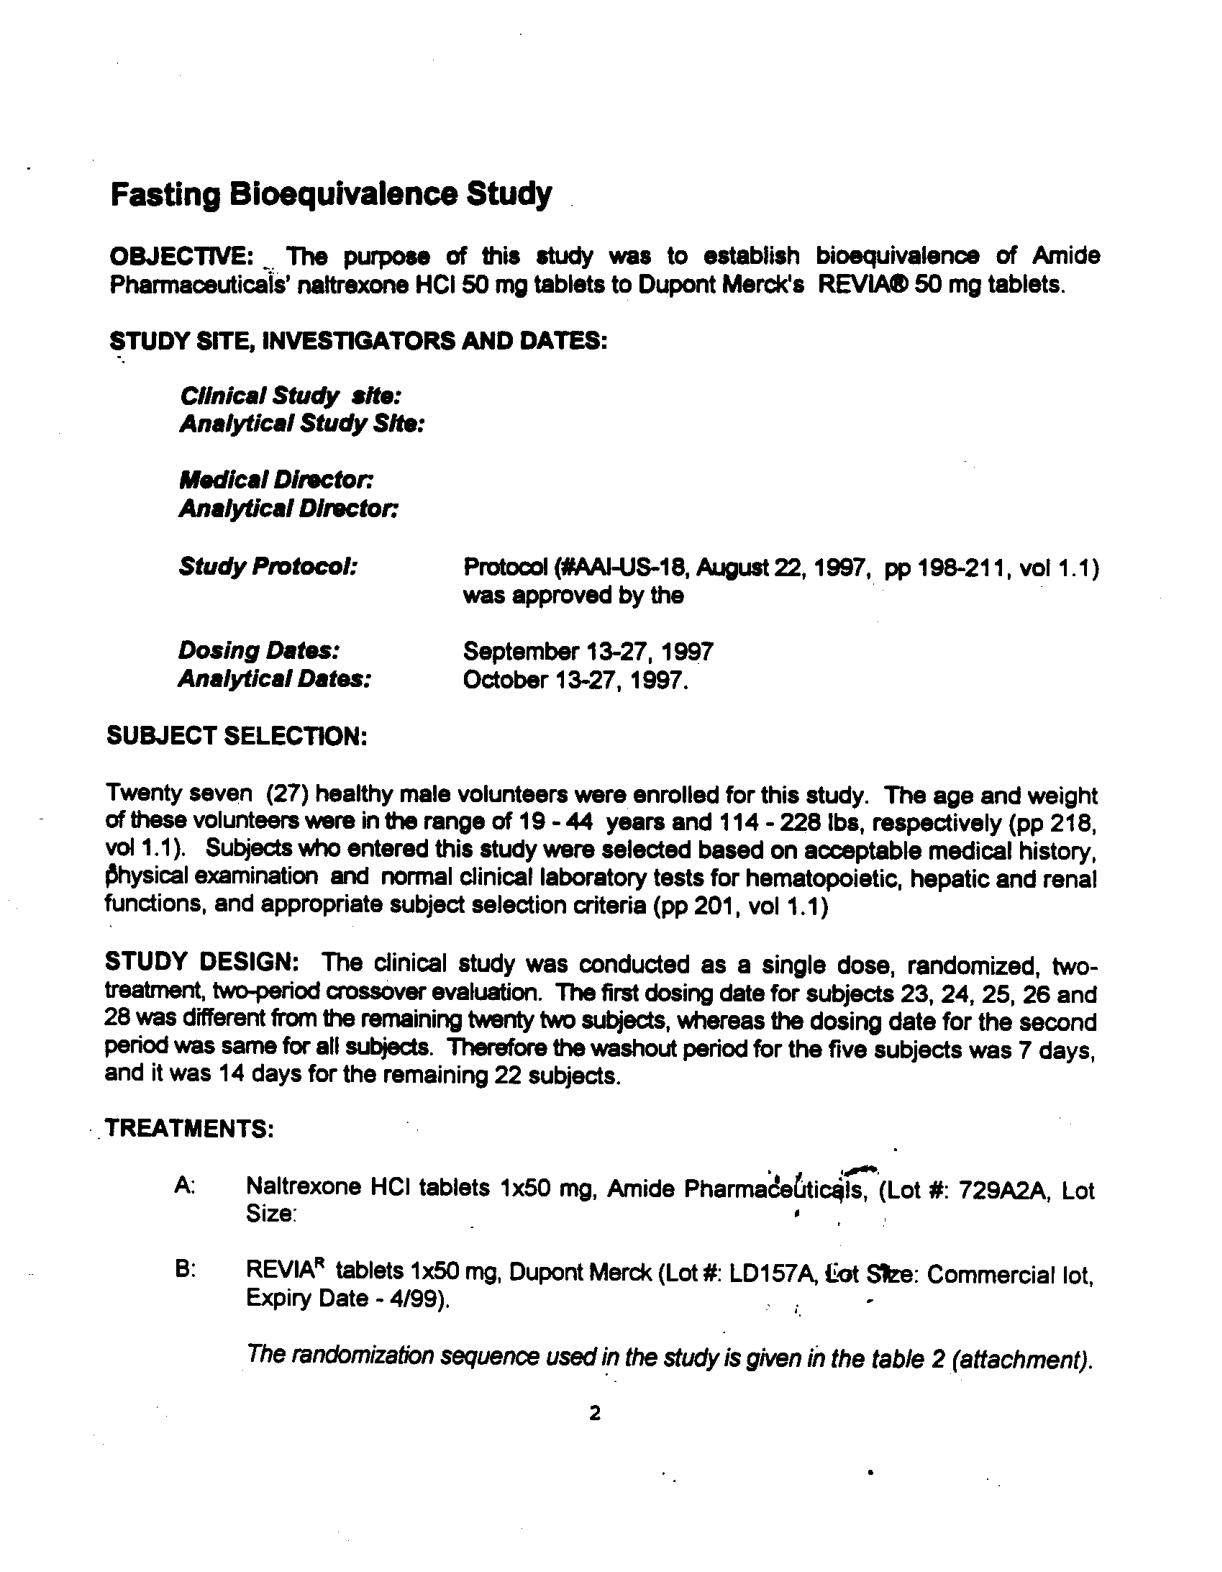 Fasting Bioequivalence Study
OBJECTIVE: The purpose of this study was to establish bioequivalence of Amide
Pharmaceuticals' naltrexone HCl 50 mg tablets to Dupont Merck's REVIA® 50 mg tablets.
STUDY SITE, INVESTIGATORS AND DATES:
Clinical Study site:
Analytical Study Site:
Medical Director:
Analytical Director:
Study Protocol: Protocol (#AAI-US-18, August 22, 1997, pp 198-211, vol 1.1)
was approved by the
Dosing Dates: September 13-27, 1997
Analytical Dates: October 13-27, 1997.
SUBJECT SELECTION:
Twenty seven (27) healthy male volunteers were enrolled for this study. The age and weight
of these volunteers were in the range of 19 - 44 years and 114 - 228 lbs, respectively (pp 218,
vol 1.1). Subjects who entered this study were selected based on acceptable medical history,
physical examination and normal clinical laboratory tests for hematopoietic, hepatic and renal
functions, and appropriate subject selection criteria (pp 201, vol 1.1)
STUDY DESIGN: The clinical study was conducted as a single dose, randomized, two-
treatment, two-period crossover evaluation. The first dosing date for subjects 23, 24, 25, 26 and
28 was different from the remaining twenty two subjects, whereas the dosing date for the second
period was same for all subjects. Therefore the washout period for the five subjects was 7 days,
and it was 14 days for the remaining 22 subjects.
TREATMENTS:
A: Naltrexone HCl tablets 1x50 mg, Amide Pharmaceuticals, (Lot #: 729A2A, Lot
Size:
B: REVIA<sup>R</sup> tablets 1x50 mg, Dupont Merck (Lot #: LD157A, Lot Size: Commercial lot,
Expiry Date - 4/99).
The randomization sequence used in the study is given in the table 2 (attachment).
2